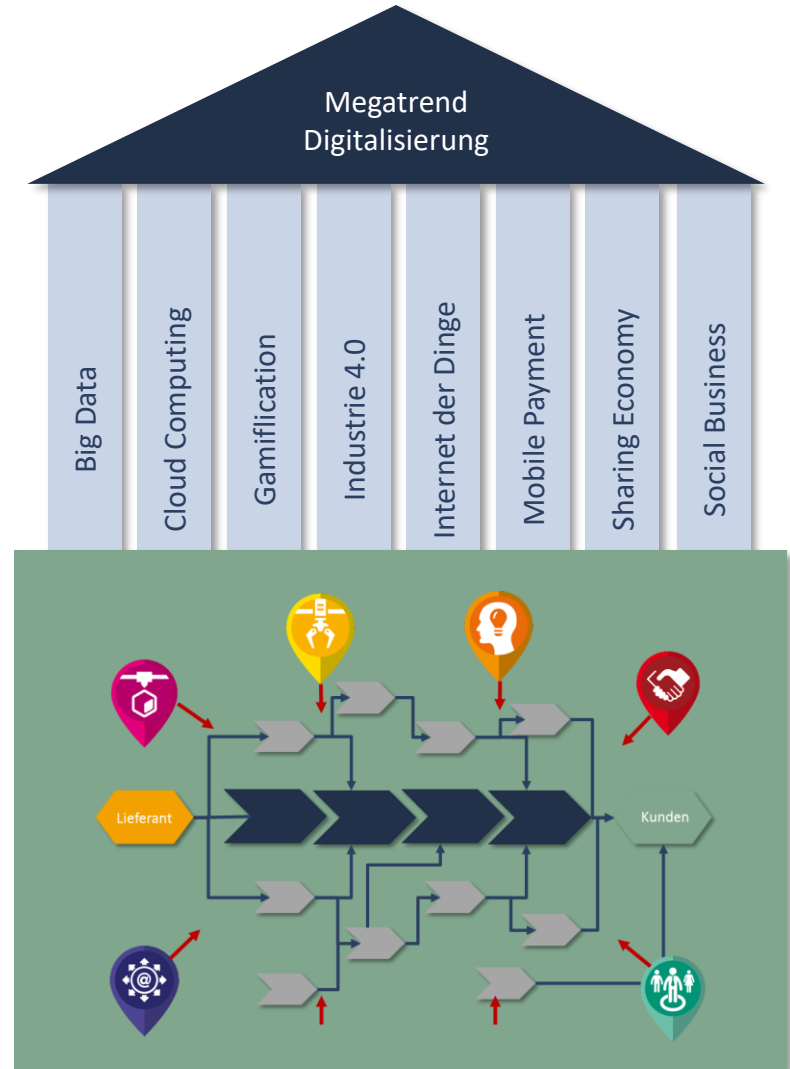 Megatrend
Digitalisierung
Big Data
Cloud Computing
Gamiflication
Industrie 4.0
Internet der Dinge
Mobile Payment
Sharing Economy
Social Business
Lieferant
Kunden
@